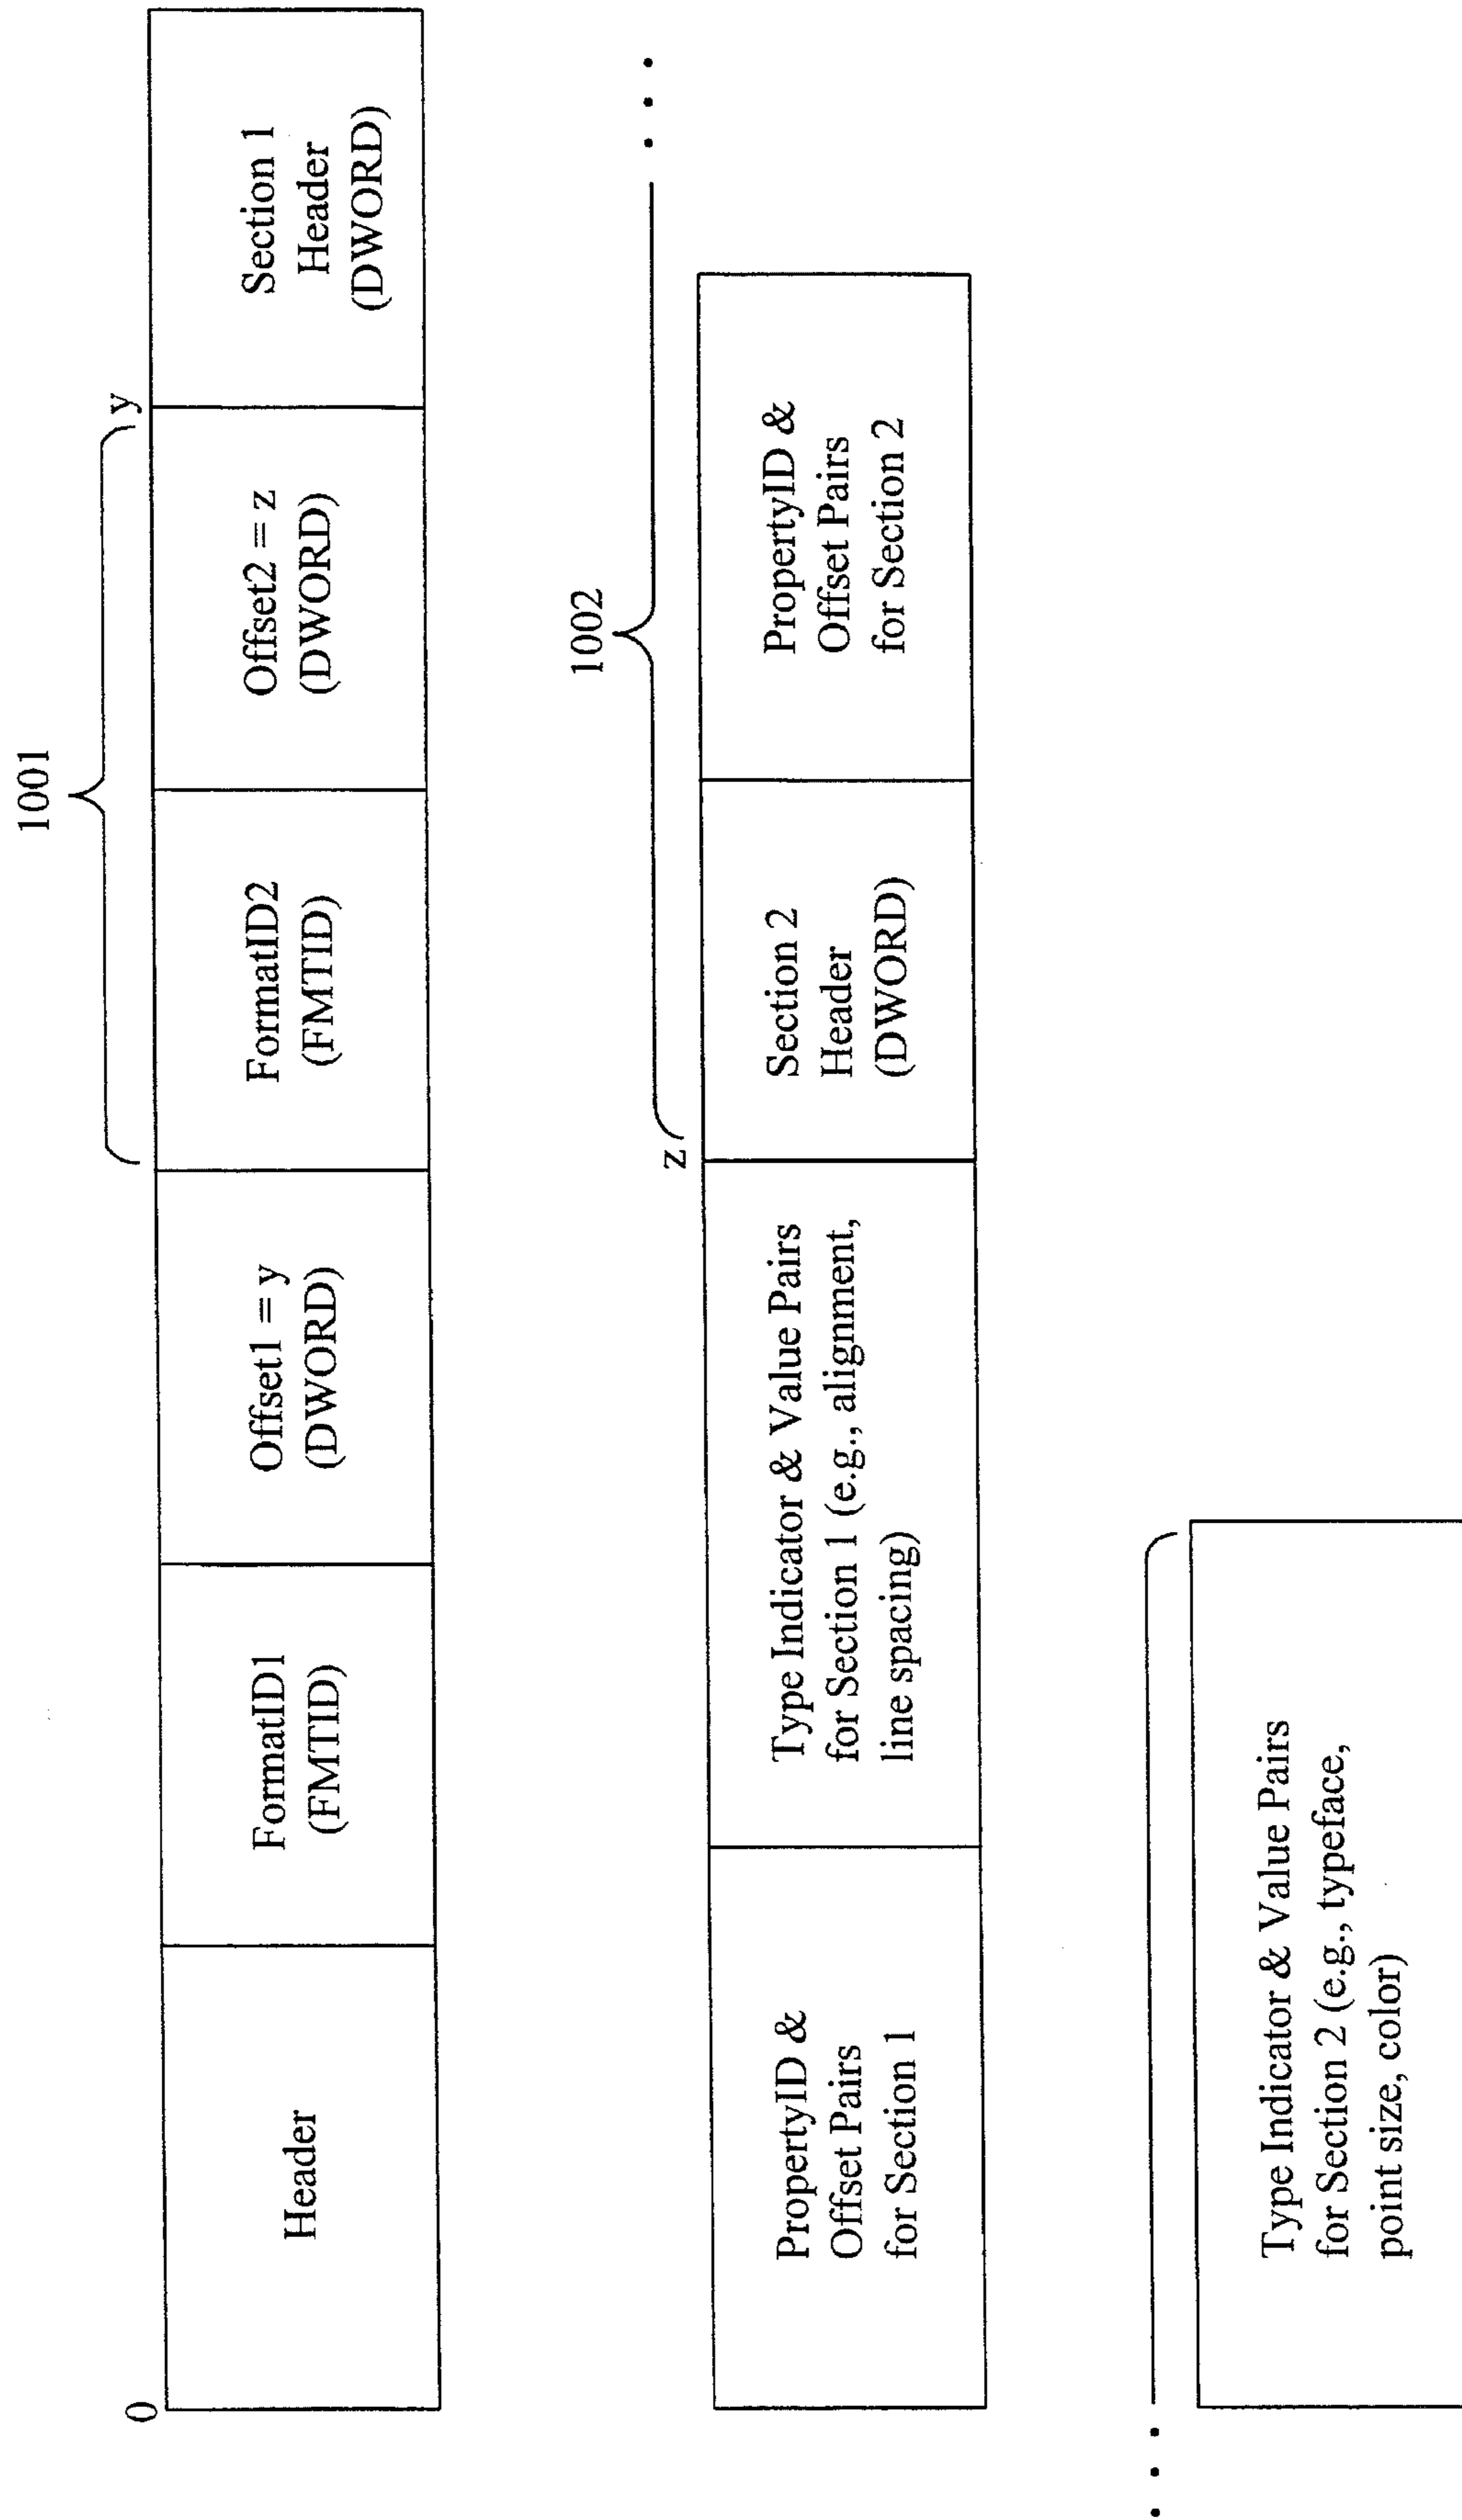 1001
0
y
Header
FormatID1
(FMTID)
Offset1 = y
(DWORD)
FormatID2
(FMTID)
Offset2 = z
(DWORD)
Section 1
Header
(DWORD)
1002
z
. . .
PropertyID &
Offset Pairs
for Section 1
Type Indicator & Value Pairs
for Section 1 (e.g., alignment,
line spacing)
Section 2
Header
(DWORD)
PropertyID &
Offset Pairs
for Section 2
. . .
Type Indicator & Value Pairs
for Section 2 (e.g., typeface,
point size, color)